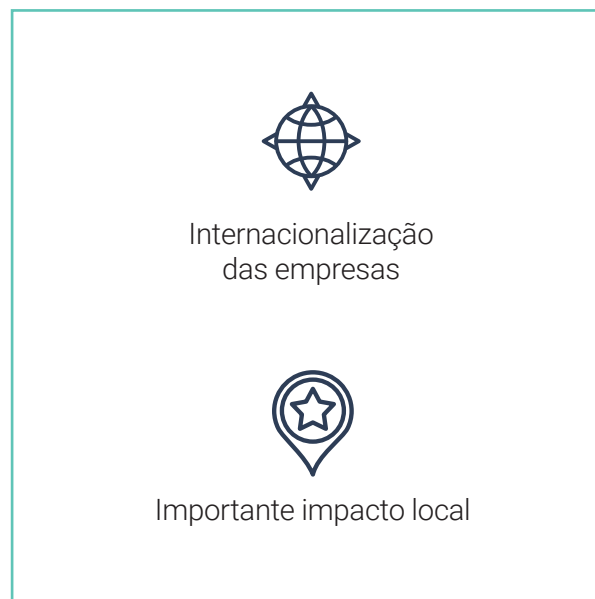 Internacionalização
das empresas
Importante impacto local